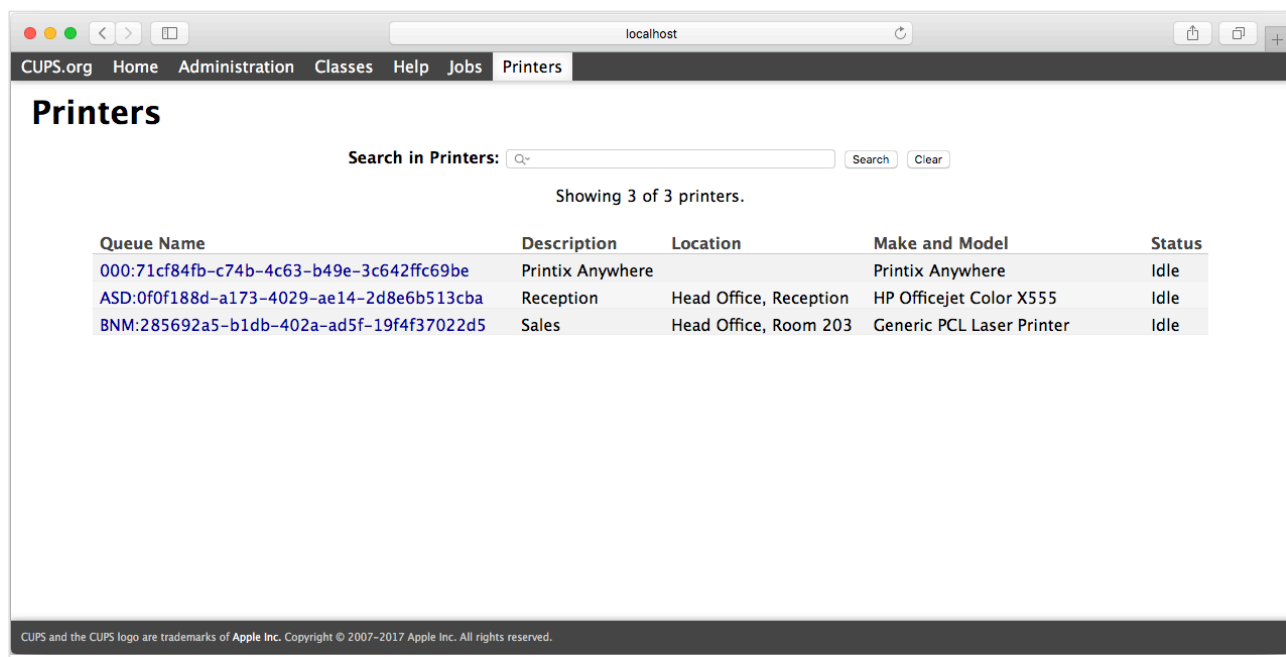 localhost
CUPS.org Home Administration Classes Help Jobs Printers
Printers
Search in Printers: Search Clear
Showing 3 of 3 printers.
Queue Name Description Location Make and Model Status
000:71cf84fb-c74b-4c63-b49e-3c642ffc69be Printix Anywhere Printix Anywhere Idle
ASD:0f0f188d-a173-4029-ae14-2d8e6b513cba Reception Head Office, Reception HP Officejet Color X555 Idle
BNM:285692a5-b1db-402a-ad5f-19f4f37022d5 Sales Head Office, Room 203 Generic PCL Laser Printer Idle
CUPS and the CUPS logo are trademarks of Apple Inc. Copyright © 2007-2017 Apple Inc. All rights reserved.